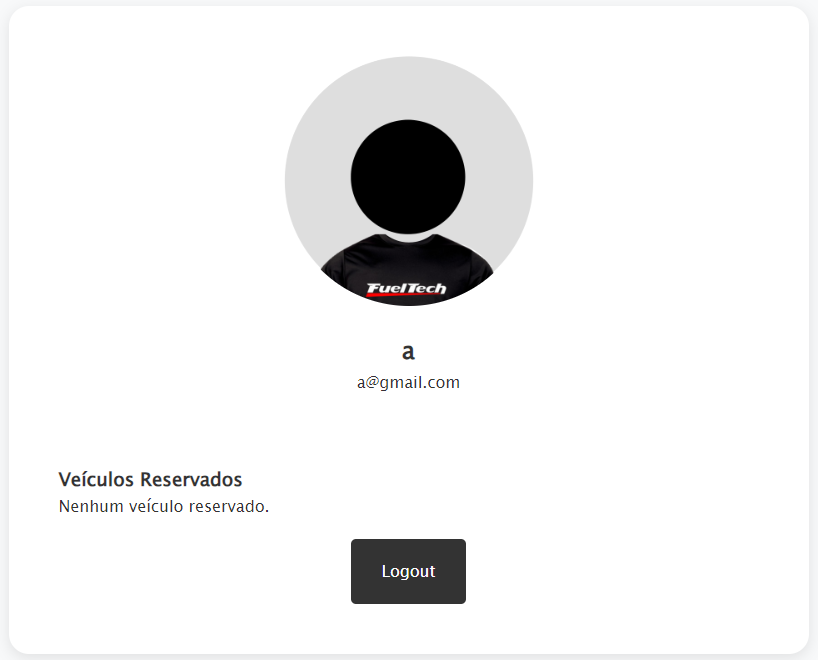 FuelTech
a
a@gmail.com
Veículos Reservados
Nenhum veículo reservado.
Logout